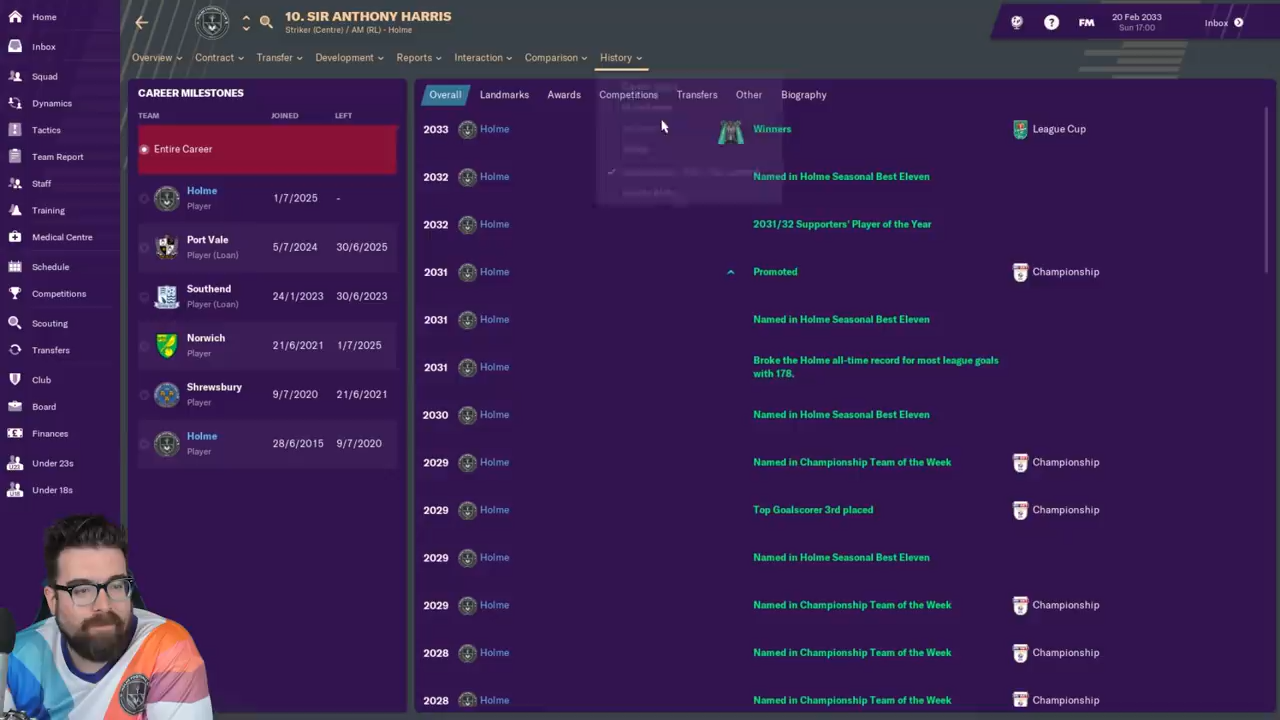 10. SIR ANTHONY HARRIS
Striker (Centre) / AM (RL) - Holme
FM
20 Feb 2033
Sun 17:00
Inbox
Home
Inbox
Squad
Dynamics
Tactics
Team Report
Staff
Training
Medical Centre
Schedule
Competitions
Scouting
Transfers
Club
Board
Finances
U23 Under 23s
U18 Under 18s
Overview
Contract
Transfer
Development
Reports
Interaction
Comparison
History
CAREER MILESTONES
TEAM JOINED LEFT
Entire Career
Holme
Player
1/7/2025 -
Port Vale
Player (Loan)
5/7/2024 30/6/2025
Southend
Player (Loan)
24/1/2023 30/6/2023
Norwich
Player
21/6/2021 1/7/2025
Shrewsbury
Player
9/7/2020 21/6/2021
Holme
Player
28/6/2015 9/7/2020
Overall Landmarks Awards Competitions Transfers Other Biography
2033 Holme Winners League Cup
2032 Holme Named in Holme Seasonal Best Eleven
2032 Holme 2031/32 Supporters' Player of the Year
2031 Holme Promoted Championship
2031 Holme Named in Holme Seasonal Best Eleven
2031 Holme Broke the Holme all-time record for most league goals
with 178.
2030 Holme Named in Holme Seasonal Best Eleven
2029 Holme Named in Championship Team of the Week Championship
2029 Holme Top Goalscorer 3rd placed Championship
2029 Holme Named in Holme Seasonal Best Eleven
2029 Holme Named in Championship Team of the Week Championship
2028 Holme Named in Championship Team of the Week Championship
2028 Holme Named in Championship Team of the Week Championship